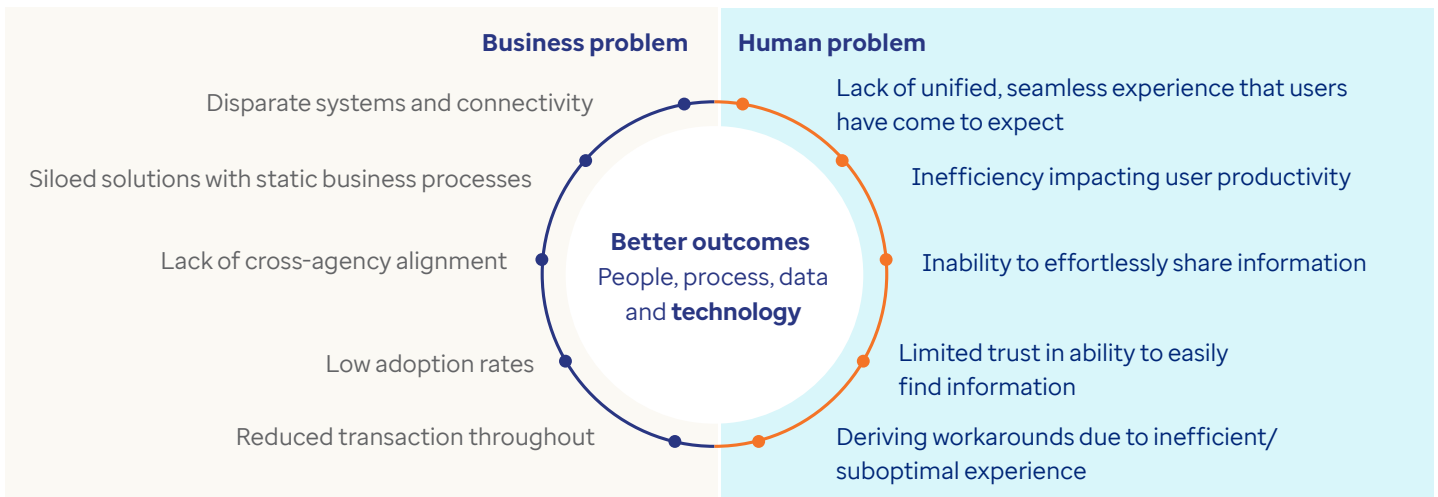 Business problem
Disparate systems and connectivity
Siloed solutions with static business processes
Lack of cross-agency alignment
Low adoption rates
Reduced transaction throughout
Better outcomes
People, process, data
and technology
Human problem
Lack of unified, seamless experience that users
have come to expect
Inefficiency impacting user productivity
Inability to effortlessly share information
Limited trust in ability to easily
find information
Deriving workarounds due to inefficient/
suboptimal experience